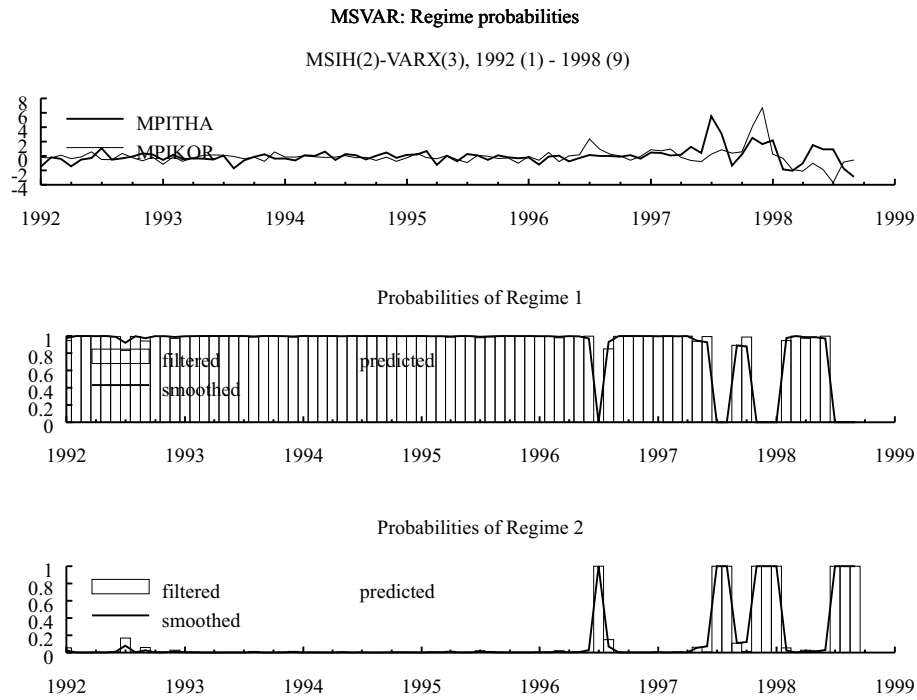 MSVAR: Regime probabilities
MSIH(2)-VARX(3), 1992 (1) - 1998 (9)
8
6
4
2
0
-2
-4
MPITHA
MPIKOR
1992 1993 1994 1995 1996 1997 1998 1999
Probabilities of Regime 1
1
0.8
0.6
0.4
0.2
0
filtered predicted
smoothed
1992 1993 1994 1995 1996 1997 1998 1999
Probabilities of Regime 2
1
0.8
0.6
0.4
0.2
0
filtered predicted
smoothed
1992 1993 1994 1995 1996 1997 1998 1999